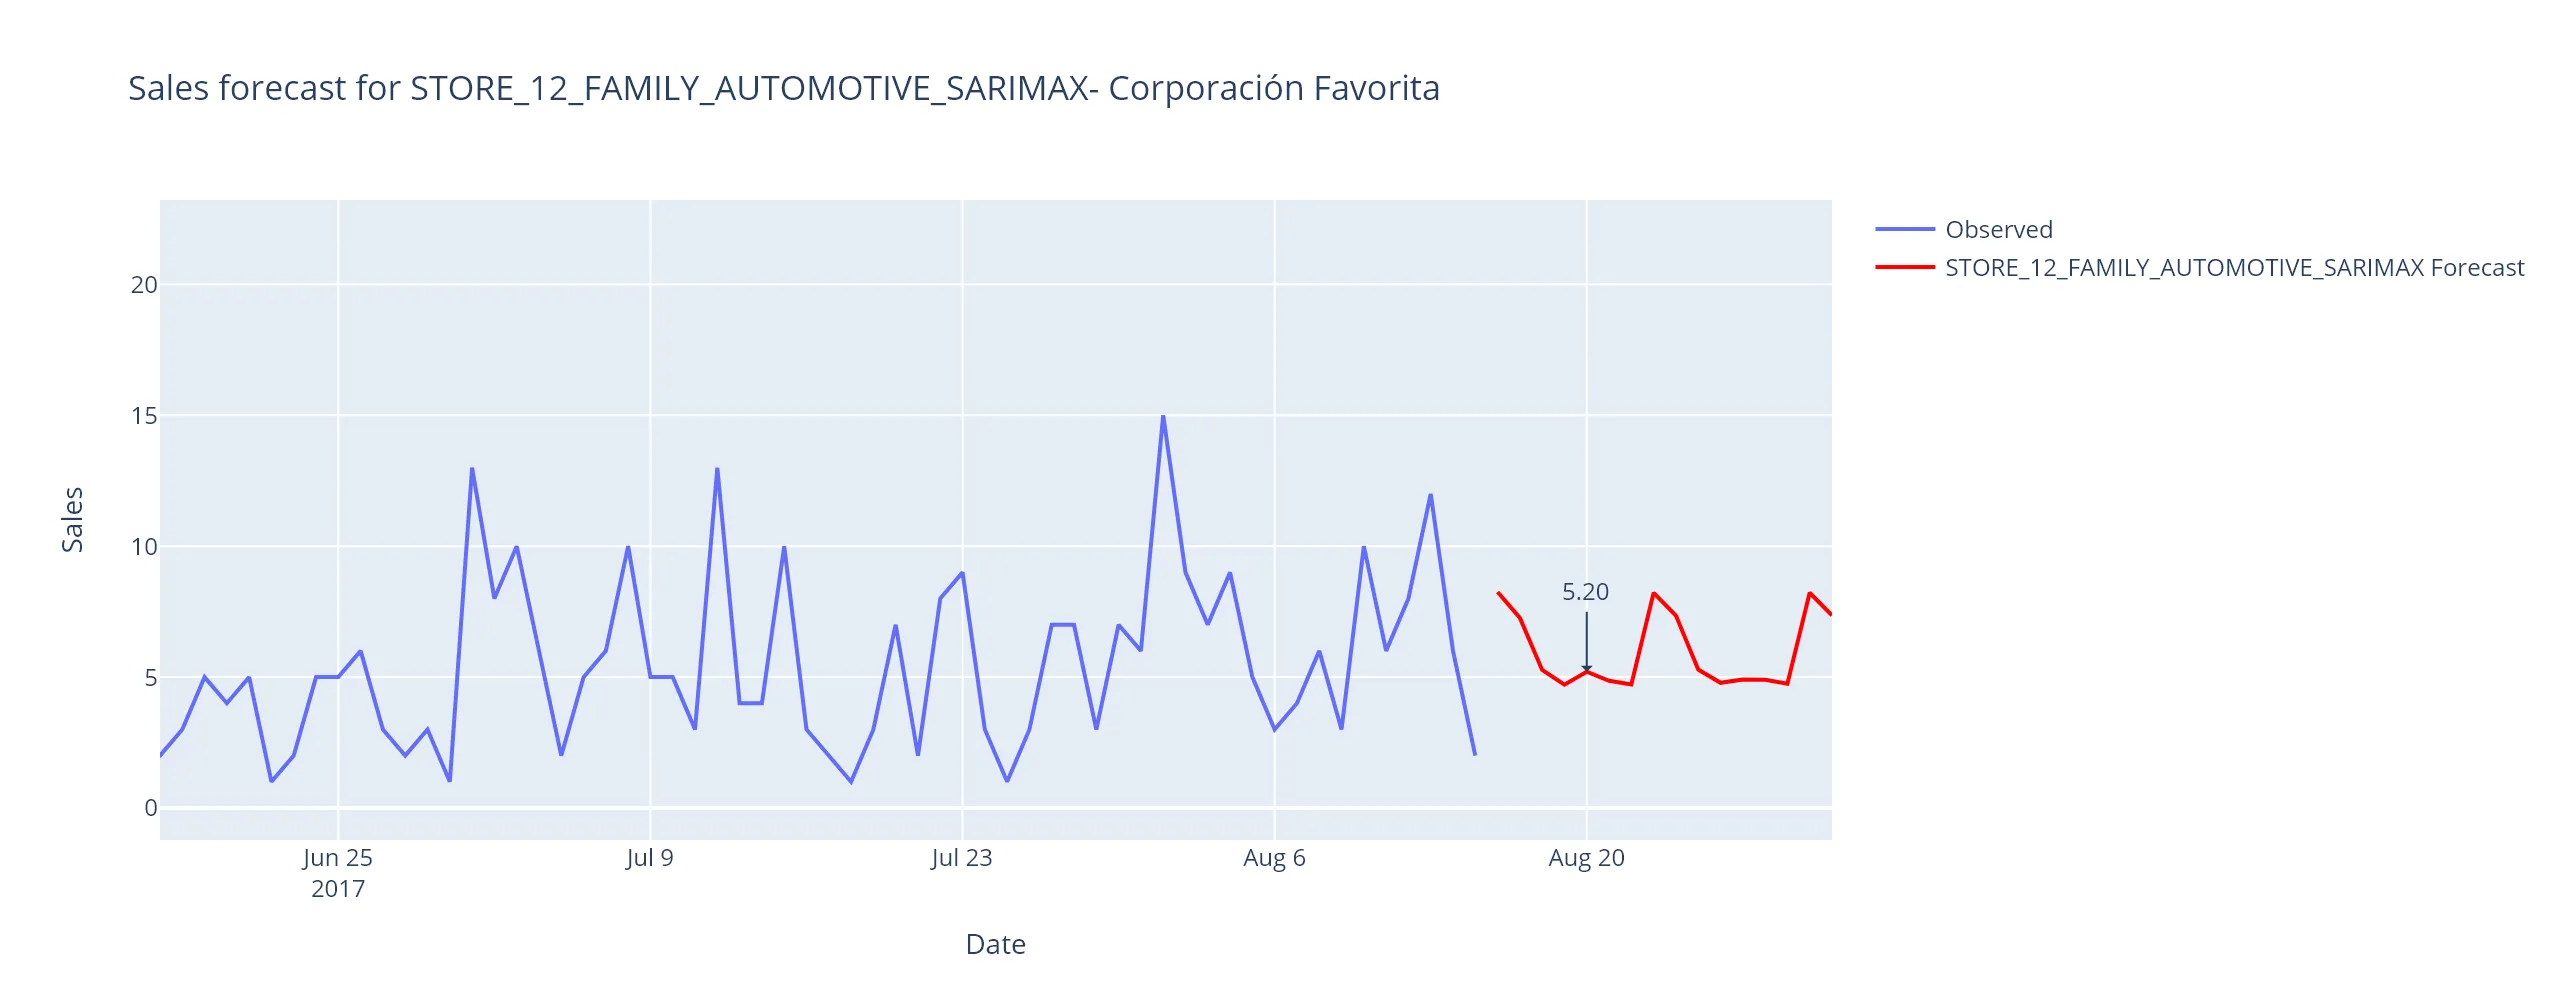 Sales forecast for STORE_12_FAMILY_AUTOMOTIVE_SARIMAX- Corporación Favorita
Observed
STORE_12_FAMILY_AUTOMOTIVE_SARIMAX Forecast
20
15
10
5
0
Sales
5.20
Jun 25
2017
Jul 9
Jul 23
Aug 6
Aug 20
Date